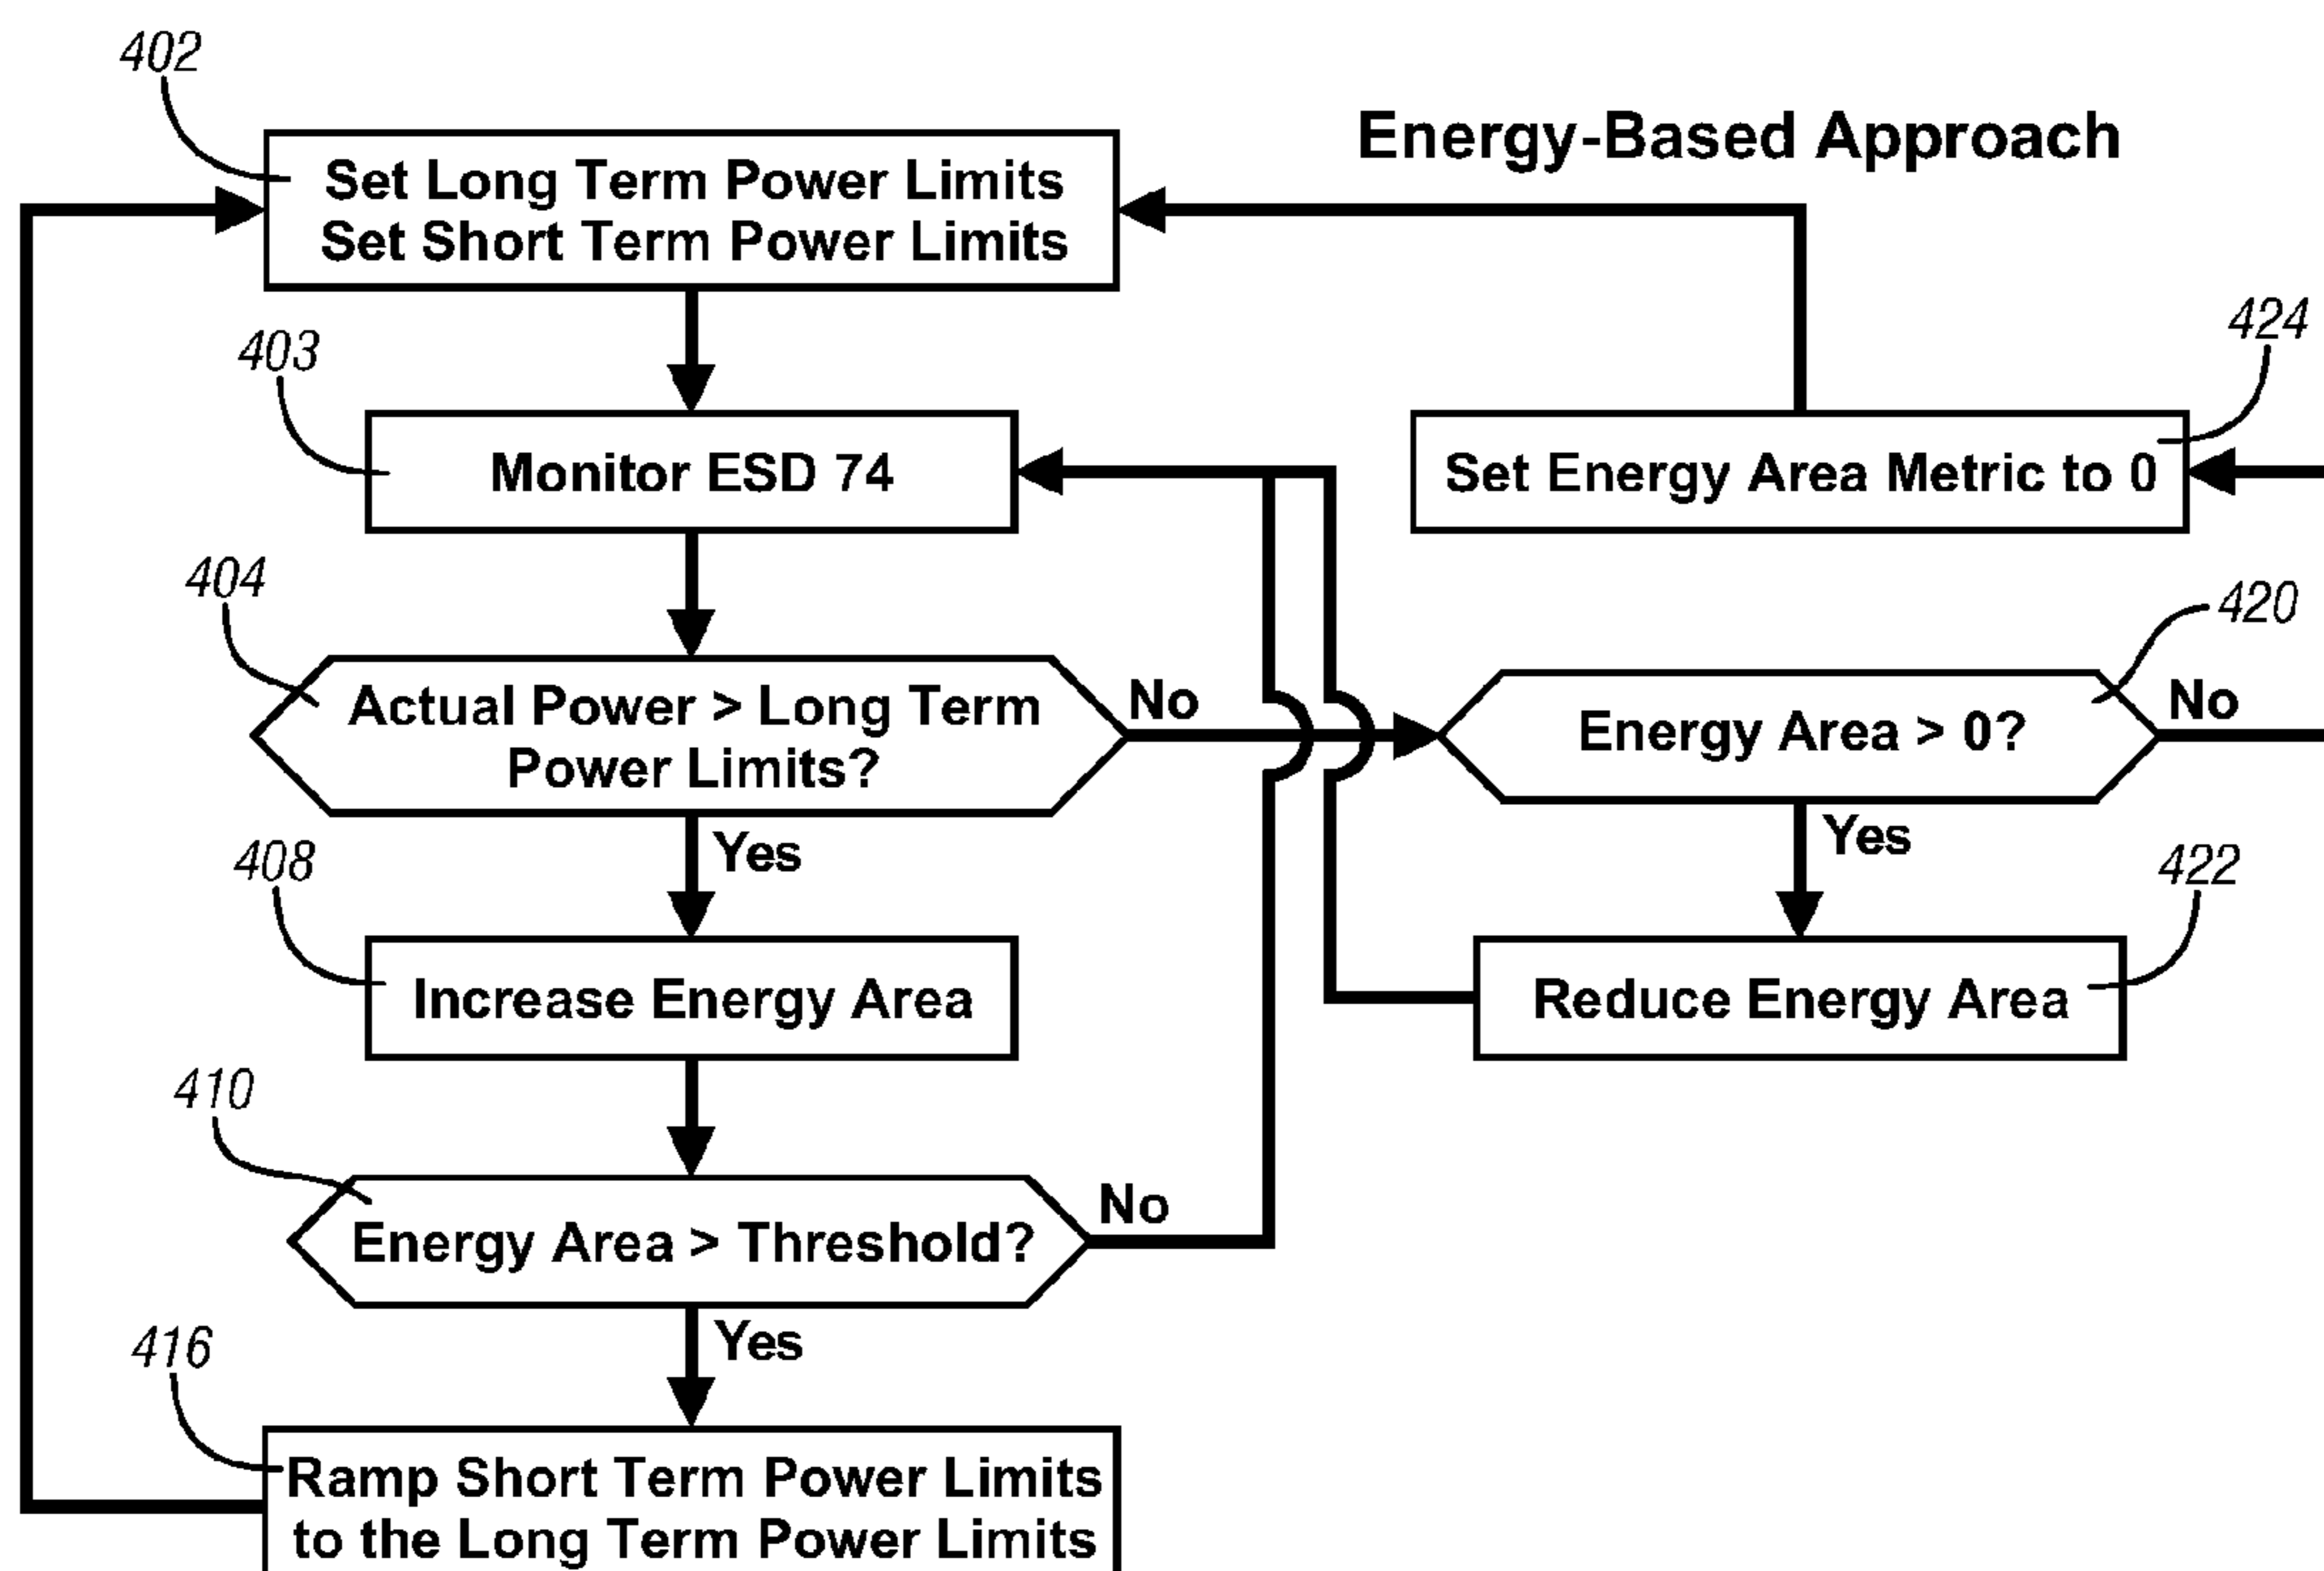 402
Energy-Based Approach
Set Long Term Power Limits
Set Short Term Power Limits
424
403
Monitor ESD 74
Set Energy Area Metric to 0
404
420
Actual Power > Long Term
Power Limits?
No
Energy Area > 0?
No
Yes
Yes
408
422
Increase Energy Area
Reduce Energy Area
410
Energy Area > Threshold?
No
Yes
416
Ramp Short Term Power Limits
to the Long Term Power Limits